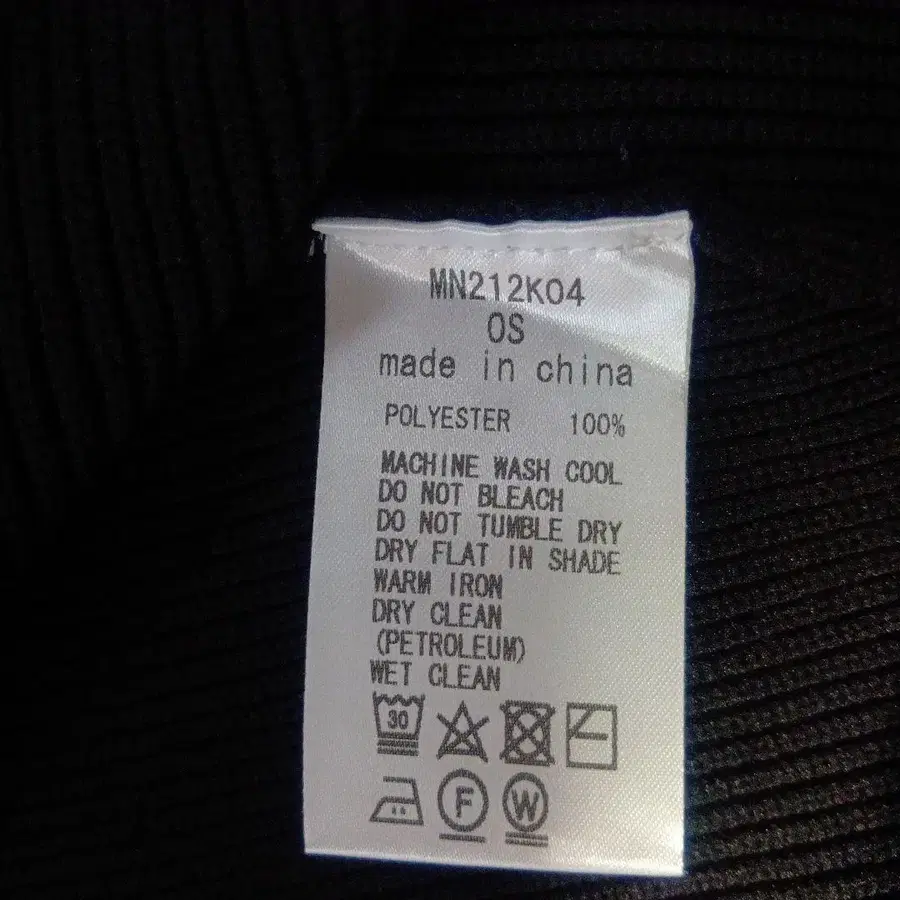 MN212K04
OS
made in china
POLYESTER 100%
MACHINE WASH COOL
DO NOT BLEACH
DO NOT TUMBLE DRY
DRY FLAT IN SHADE
WARM IRON
DRY CLEAN
(PETROLEUM)
WET CLEAN
30
F W